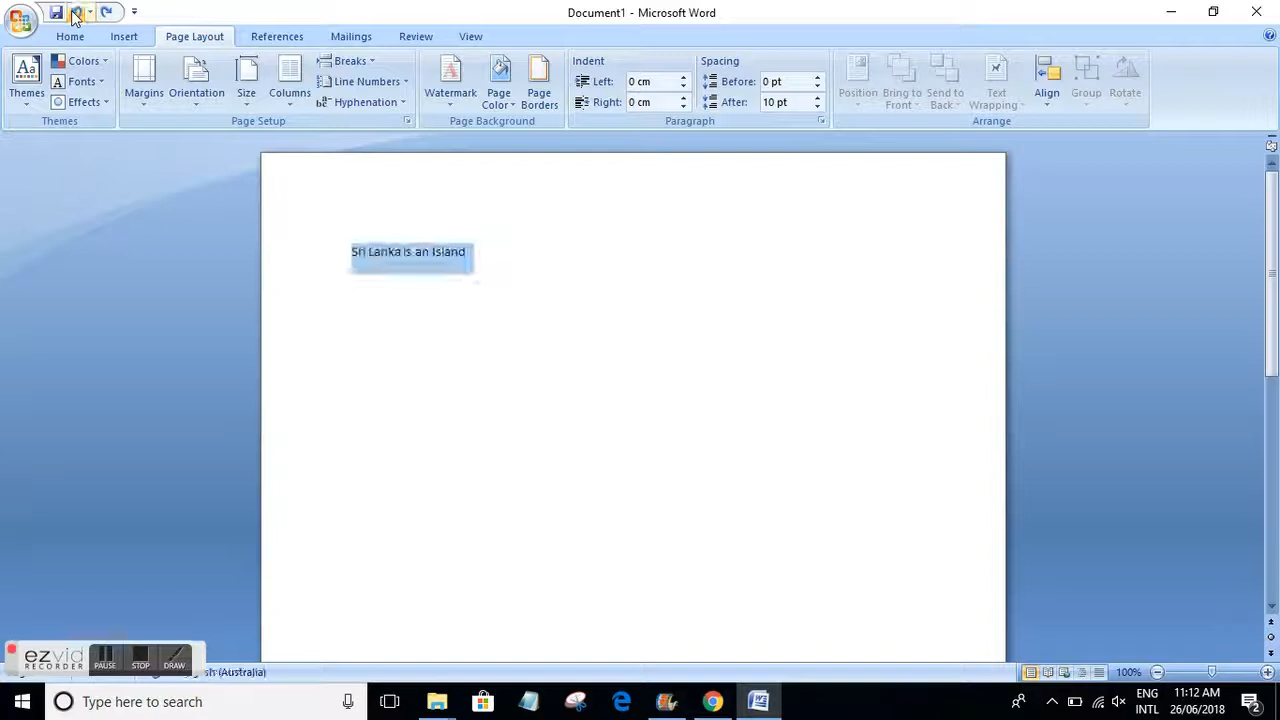 Document1 - Microsoft Word
Home Insert Page Layout References Mailings Review View
Themes Colors Fonts Effects Themes
Margins Orientation Size Columns Breaks Line Numbers Hyphenation Page Setup
Watermark Page Color Page Borders Page Background
Indent Spacing
Left: 0 cm Before: 0 pt
Right: 0 cm After: 10 pt
Paragraph
Position Bring to Front Send to Back Text Wrapping Align Group Rotate
Arrange
Sri Lanka is an Island
ezvid RECORDER PAUSE STOP DRAW
(Australia) 100%
Type here to search
ENG INTL
11:12 AM
26/06/2018
2